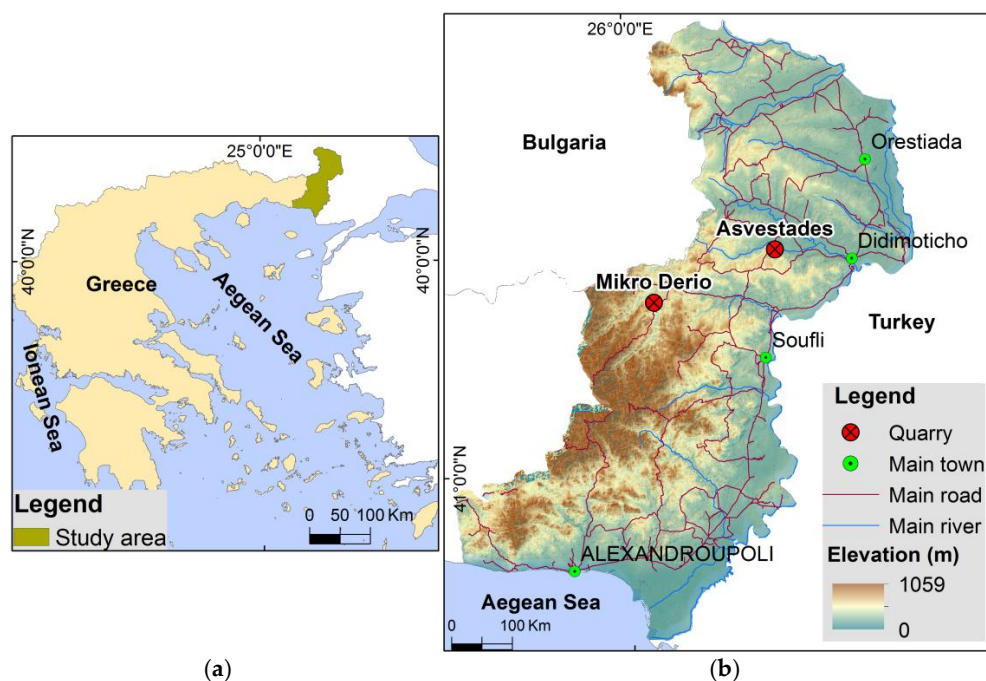 25°0'0"E
40°0'0"N
40°0'0"N
Greece
Aegean Sea
Ionean Sea
Legend
Study area
0 50 100 Km
(a)
26°0'0"E
Bulgaria
Orestiada
Asvestades
Didimoticho
Mikro Derio
Turkey
Soufli
41°0'0"N
ALEXANDROUPOLI
Aegean Sea
0 100 Km
Legend
Quarry
Main town
Main road
Main river
Elevation (m)
1059
0
(b)